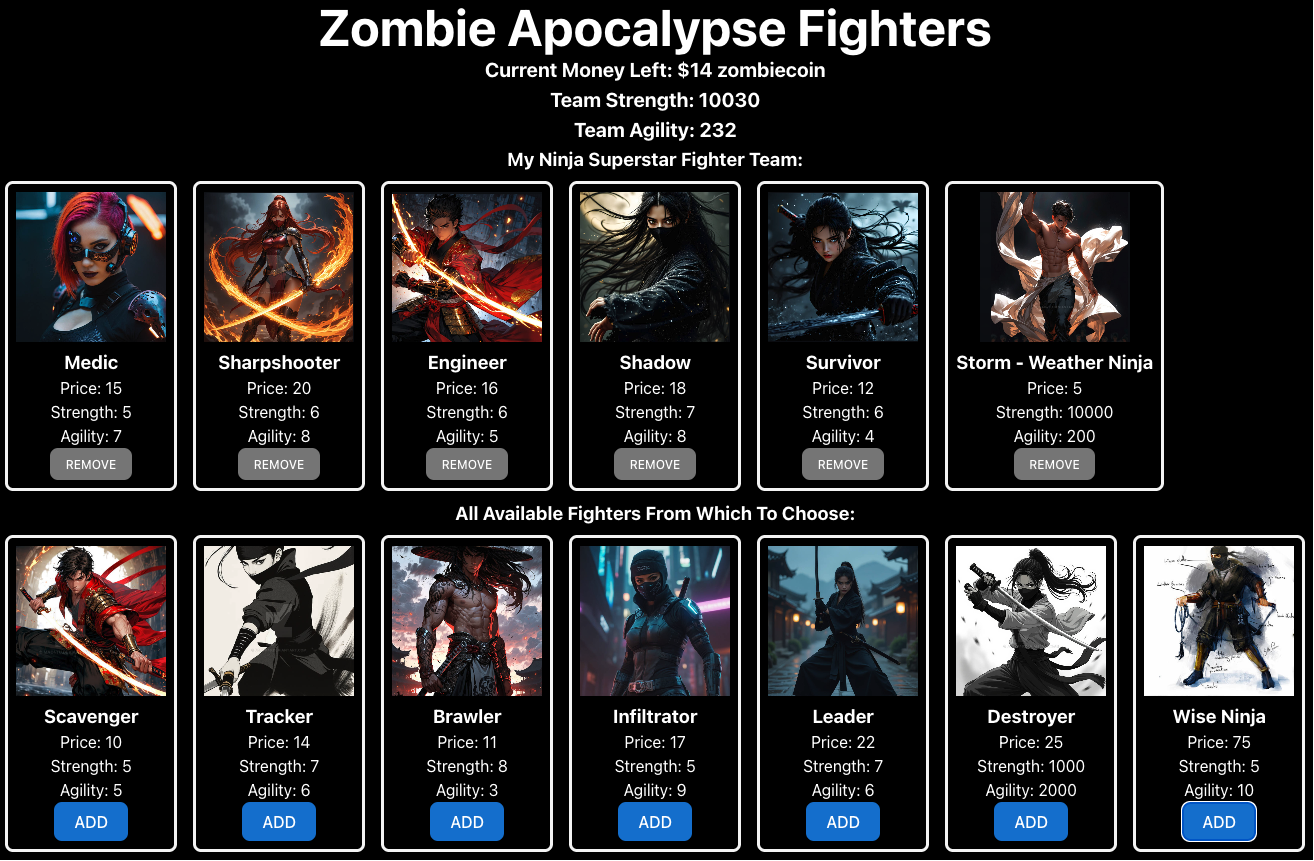 Zombie Apocalypse Fighters
Current Money Left: $14 zombiecoin
Team Strength: 10030
Team Agility: 232
My Ninja Superstar Fighter Team:
Medic
Price: 15
Strength: 5
Agility: 7
REMOVE
Sharpshooter
Price: 20
Strength: 6
Agility: 8
REMOVE
Engineer
Price: 16
Strength: 6
Agility: 5
REMOVE
Shadow
Price: 18
Strength: 7
Agility: 8
REMOVE
Survivor
Price: 12
Strength: 6
Agility: 4
REMOVE
Storm - Weather Ninja
Price: 5
Strength: 10000
Agility: 200
REMOVE
All Available Fighters From Which To Choose:
Scavenger
Price: 10
Strength: 5
Agility: 5
ADD
Tracker
Price: 14
Strength: 7
Agility: 6
ADD
Brawler
Price: 11
Strength: 8
Agility: 3
ADD
Infiltrator
Price: 17
Strength: 5
Agility: 9
ADD
Leader
Price: 22
Strength: 7
Agility: 6
ADD
Destroyer
Price: 25
Strength: 1000
Agility: 2000
ADD
Wise Ninja
Price: 75
Strength: 5
Agility: 10
ADD